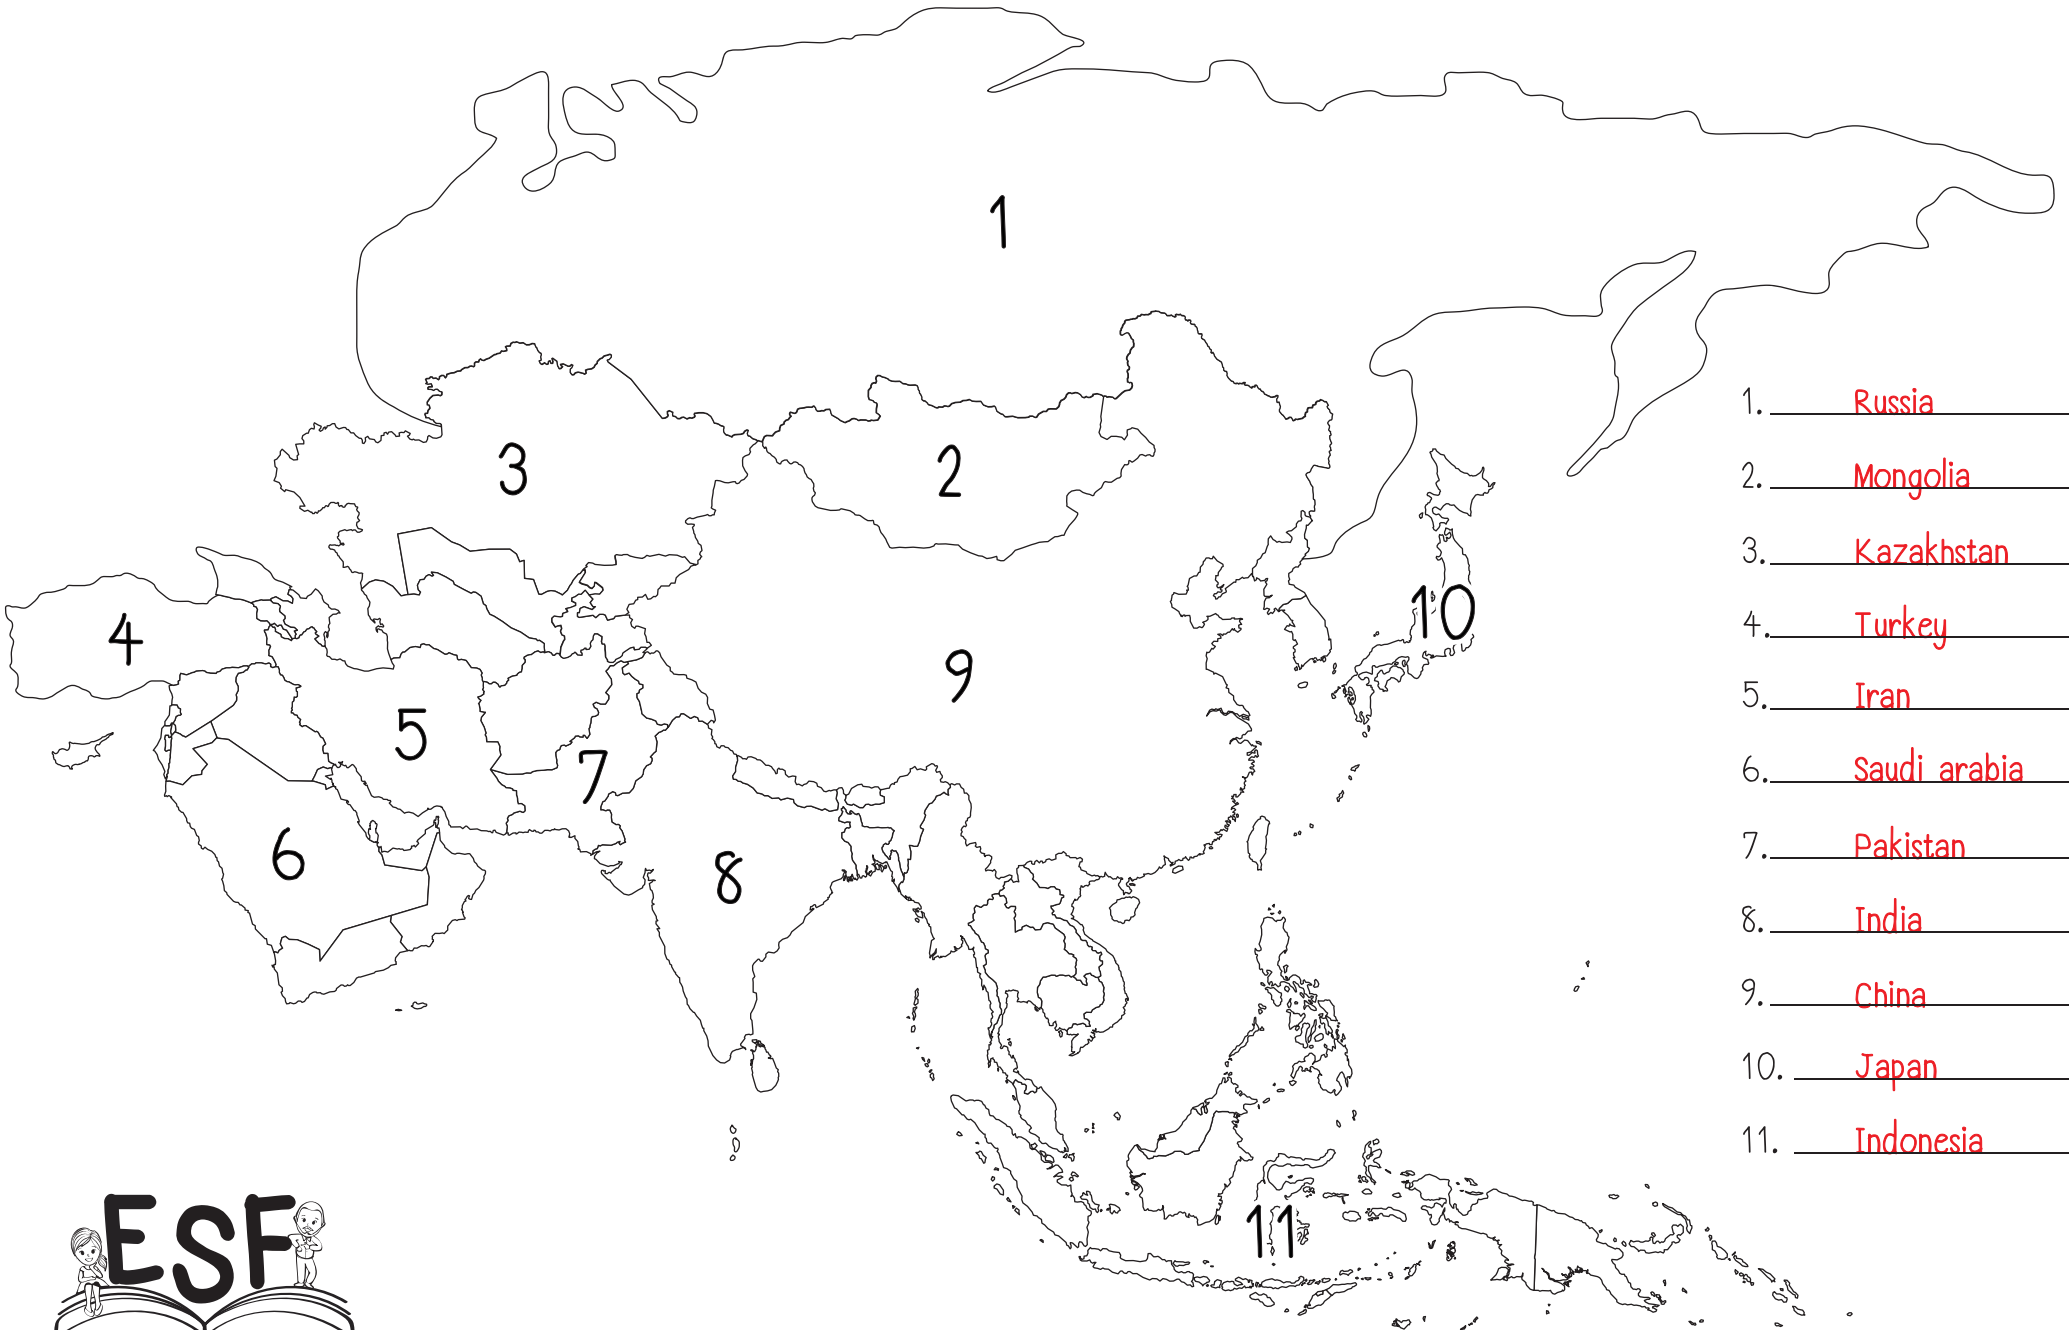 1
3
2
4
10
9
5
7
6
8
11
1. Russia
2. Mongolia
3. Kazakhstan
4. Turkey
5. Iran
6. Saudi arabia
7. Pakistan
8. India
9. China
10. Japan
11. Indonesia
ESF